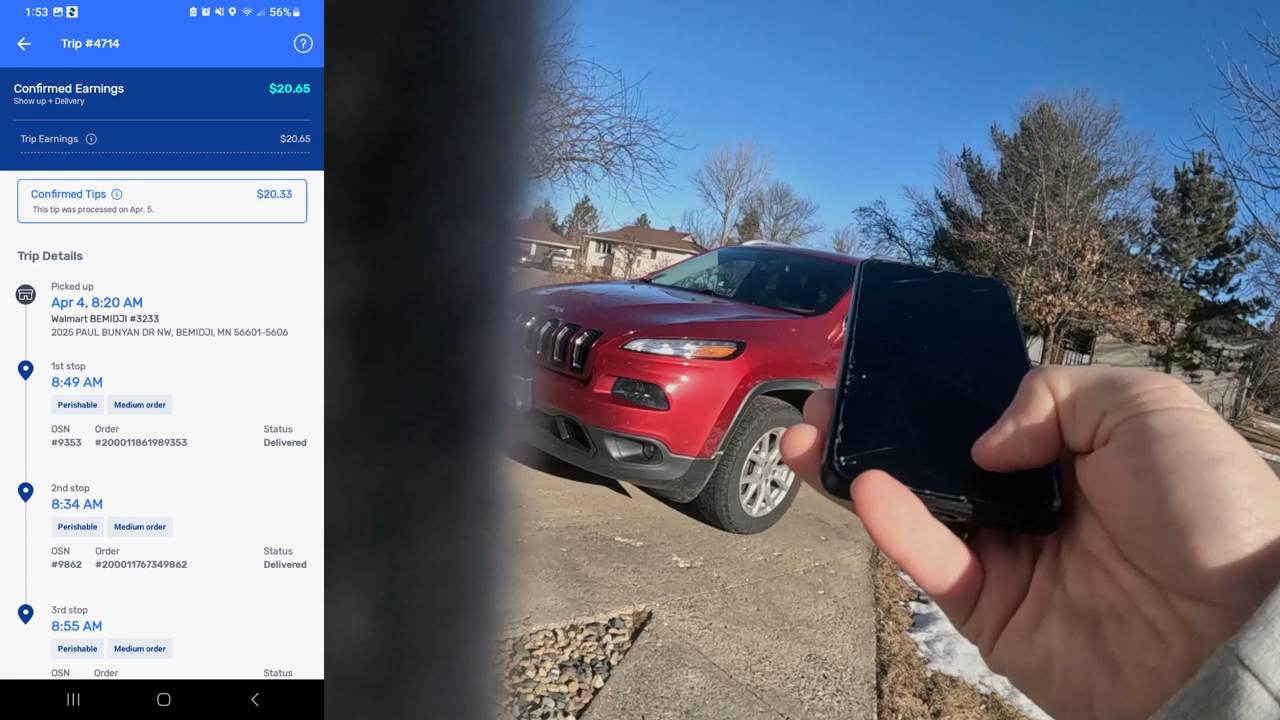 1:53
56%
Trip #4714
?
Confirmed Earnings
$20.65
Show up + Delivery
Trip Earnings
$20.65
Confirmed Tips
$20.33
This tip was processed on Apr. 5.
Trip Details
Picked up
Apr 4, 8:20 AM
Walmart BEMIDJI #3233
2025 PAUL BUNYAN DR NW, BEMIDJI, MN 56601-5606
1st stop
8:49 AM
Perishable Medium order
OSN Order Status
#9353 #200011861989353 Delivered
2nd stop
8:34 AM
Perishable Medium order
OSN Order Status
#9862 #200011767349862 Delivered
3rd stop
8:55 AM
Perishable Medium order
OSN Order Status